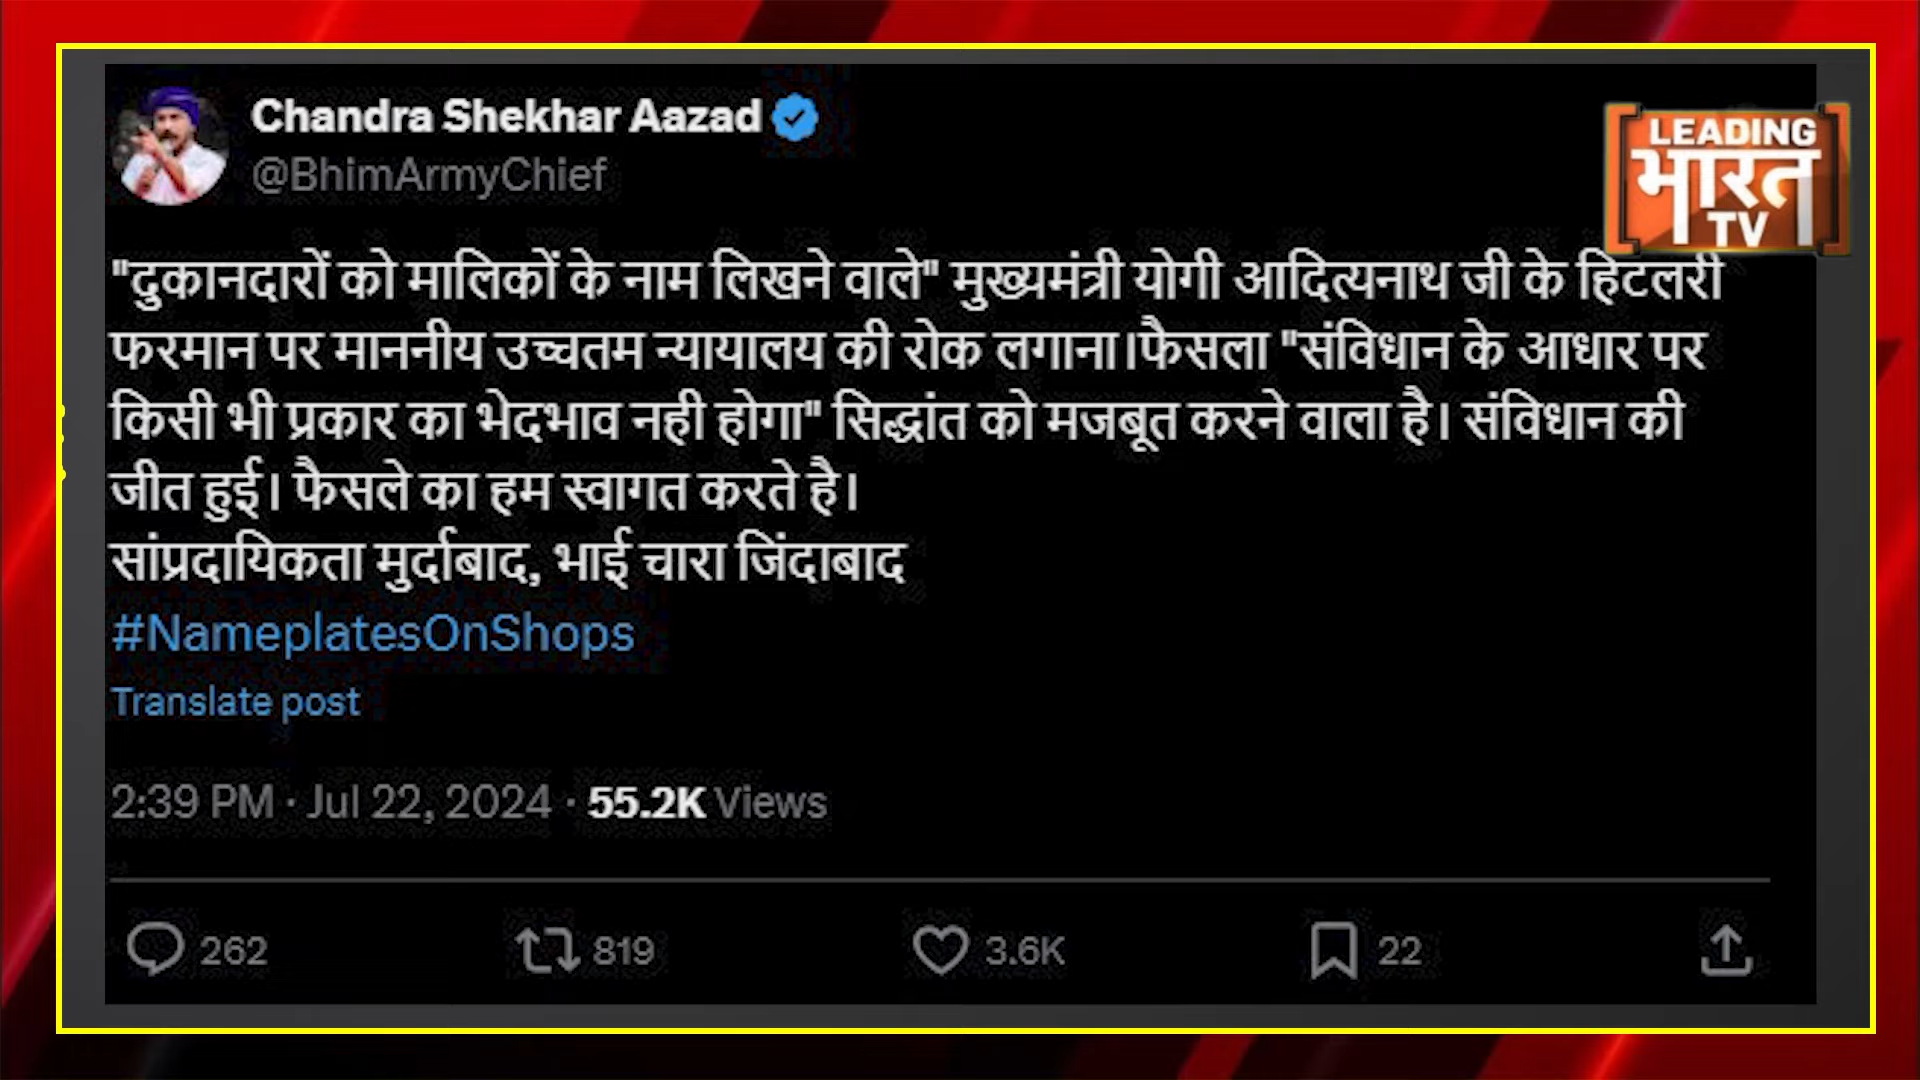 Chandra Shekhar Aazad
@BhimArmyChief
LEADING
भारत
TV
"दुकानदारों को मालिकों के नाम लिखने वाले" मुख्यमंत्री योगी आदित्यनाथ जी के हिटलरी
फरमान पर माननीय उच्चतम न्यायालय की रोक लगाना।फैसला "संविधान के आधार पर
किसी भी प्रकार का भेदभाव नही होगा" सिद्धांत को मजबूत करने वाला है। संविधान की
जीत हुई। फैसले का हम स्वागत करते है।
सांप्रदायिकता मुर्दाबाद, भाई चारा जिंदाबाद
#NameplatesOnShops
Translate post
2:39 PM · Jul 22, 2024 · 55.2K Views
262 819 3.6K 22